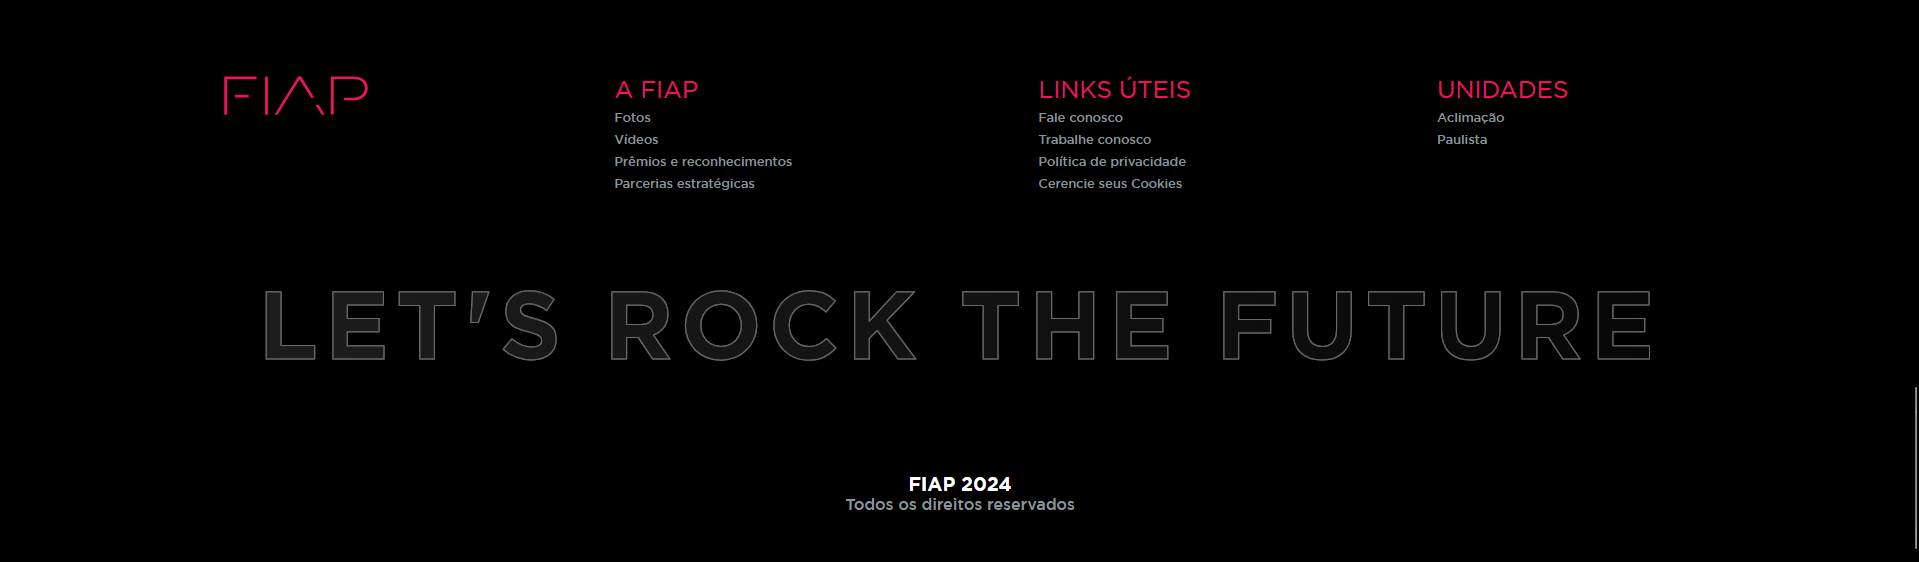 FIAP
A FIAP
Fotos
Vídeos
Prêmios e reconhecimentos
Parcerias estratégicas
LINKS ÚTEIS
Fale conosco
Trabalhe conosco
Política de privacidade
Cerencie seus Cookies
UNIDADES
Aclimação
Paulista
LET'S ROCK THE FUTURE
FIAP 2024
Todos os direitos reservados